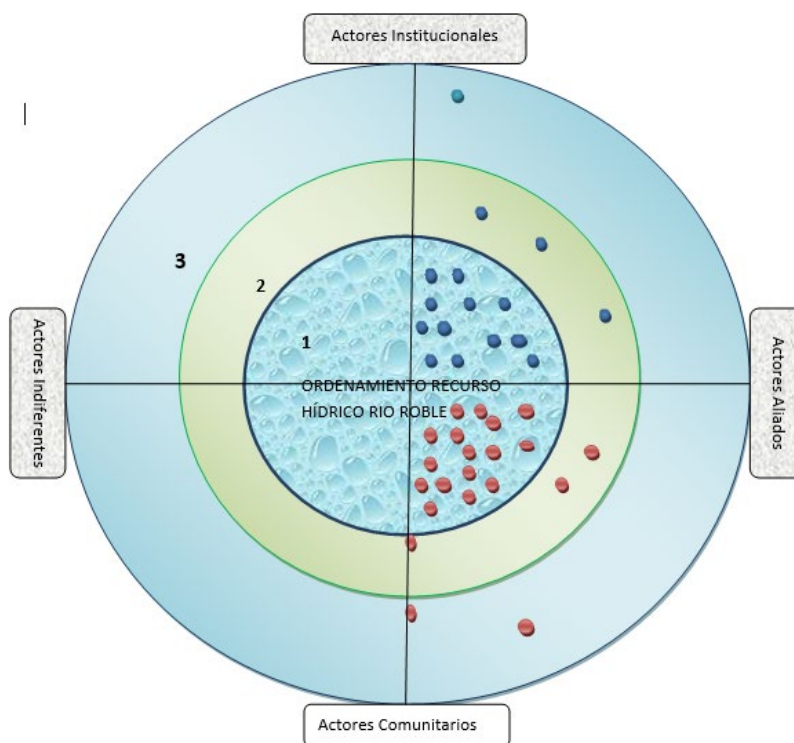 Actores Institucionales
3
2
1
Actores Indiferentes
Actores Aliados
ORDENAMIENTO RECURSO
HÍDRICO RIO ROBLE
Actores Comunitarios